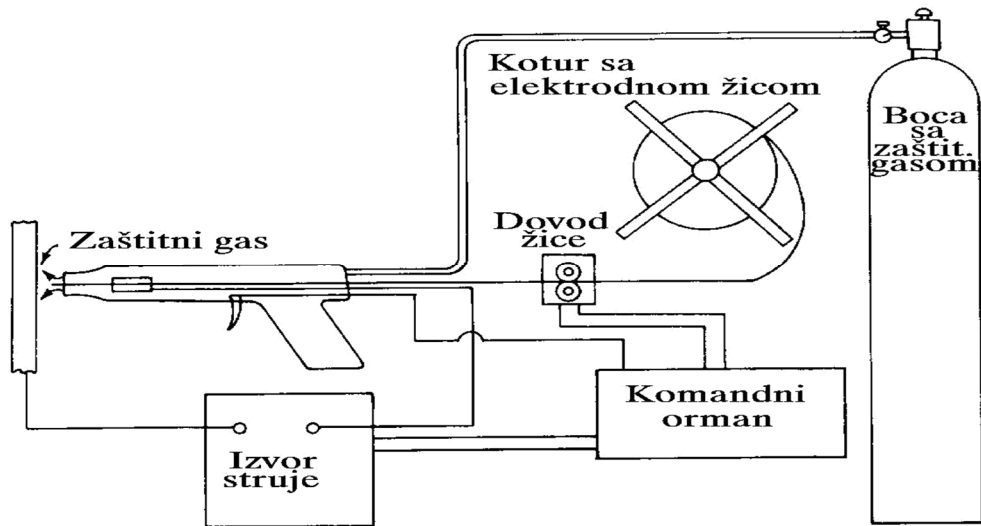 Kotur sa
elektrodnom žicom
Boca
sa
zaštit.
gasom
Dovod
žice
Zaštitni gas
Komandni
orman
Izvor
struje